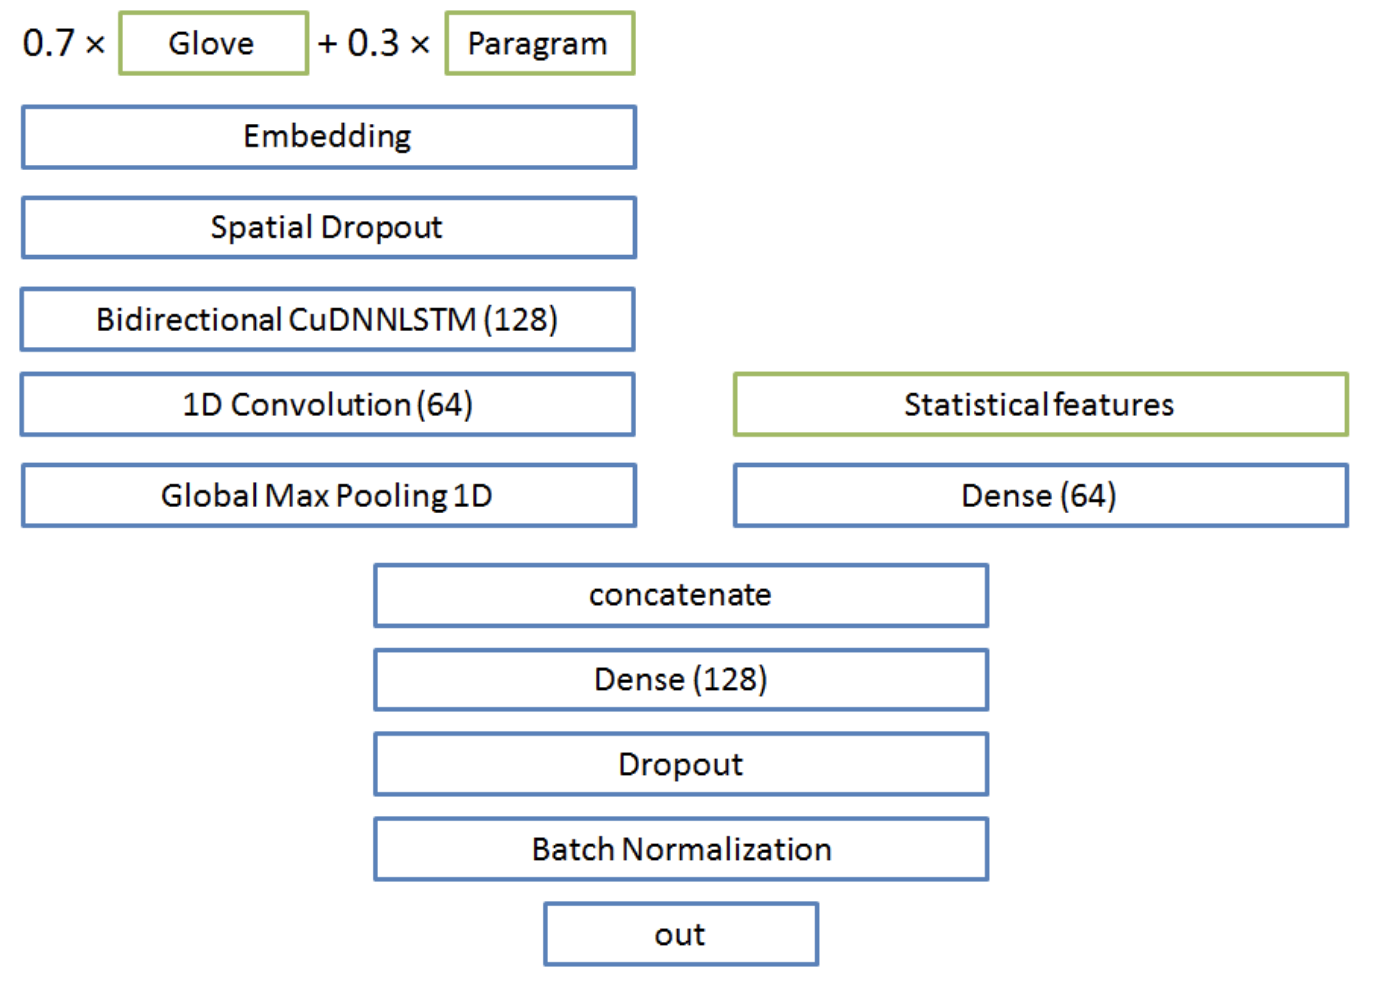 0.7 × Glove + 0.3 × Paragram
Embedding
Spatial Dropout
Bidirectional CuDNNLSTM (128)
1D Convolution (64)
Statistical features
Global Max Pooling 1D
Dense (64)
concatenate
Dense (128)
Dropout
Batch Normalization
out